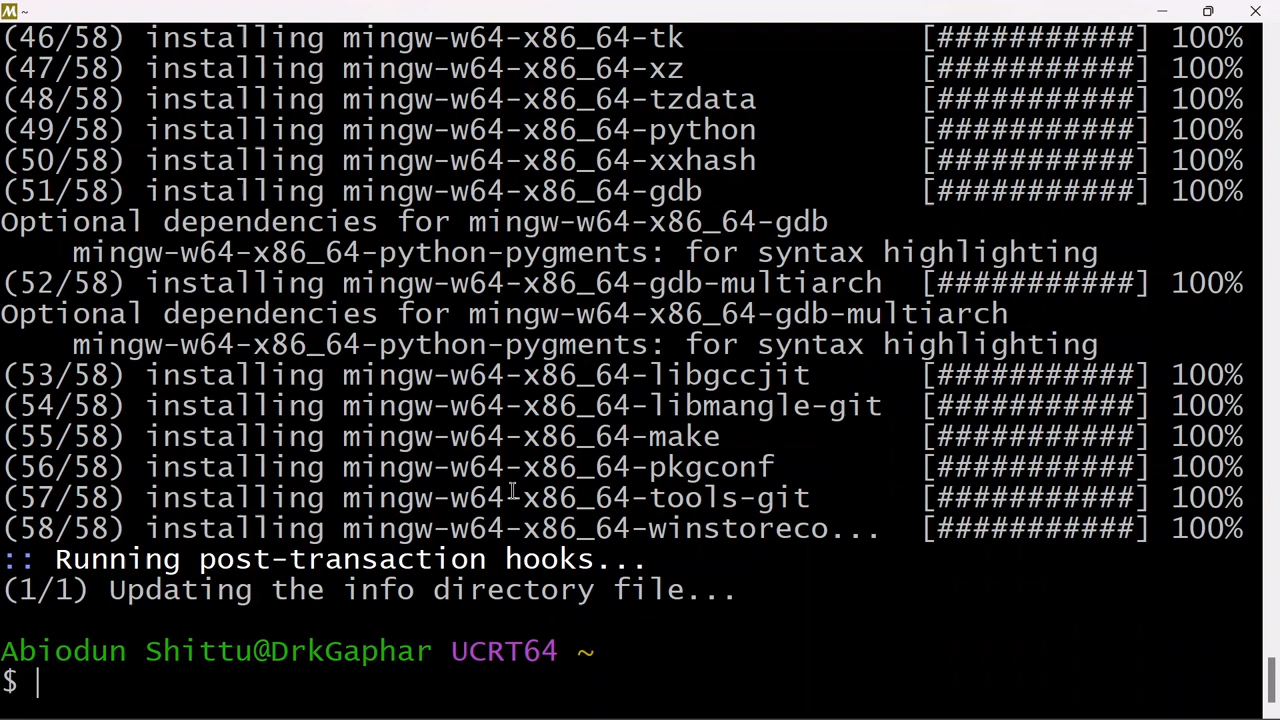 M ~
(46/58) installing mingw-w64-x86_64-tk [###########] 100%
(47/58) installing mingw-w64-x86_64-xz [###########] 100%
(48/58) installing mingw-w64-x86_64-tzdata [###########] 100%
(49/58) installing mingw-w64-x86_64-python [###########] 100%
(50/58) installing mingw-w64-x86_64-xxhash [###########] 100%
(51/58) installing mingw-w64-x86_64-gdb [###########] 100%
Optional dependencies for mingw-w64-x86_64-gdb
mingw-w64-x86_64-python-pygments: for syntax highlighting
(52/58) installing mingw-w64-x86_64-gdb-multiarch [###########] 100%
Optional dependencies for mingw-w64-x86_64-gdb-multiarch
mingw-w64-x86_64-python-pygments: for syntax highlighting
(53/58) installing mingw-w64-x86_64-libgccjit [###########] 100%
(54/58) installing mingw-w64-x86_64-libmangle-git [###########] 100%
(55/58) installing mingw-w64-x86_64-make [###########] 100%
(56/58) installing mingw-w64-x86_64-pkgconf [###########] 100%
(57/58) installing mingw-w64-x86_64-tools-git [###########] 100%
(58/58) installing mingw-w64-x86_64-winstoreco... [###########] 100%
:: Running post-transaction hooks...
(1/1) Updating the info directory file...
Abiodun Shittu@DrkGaphar UCRT64 ~
$